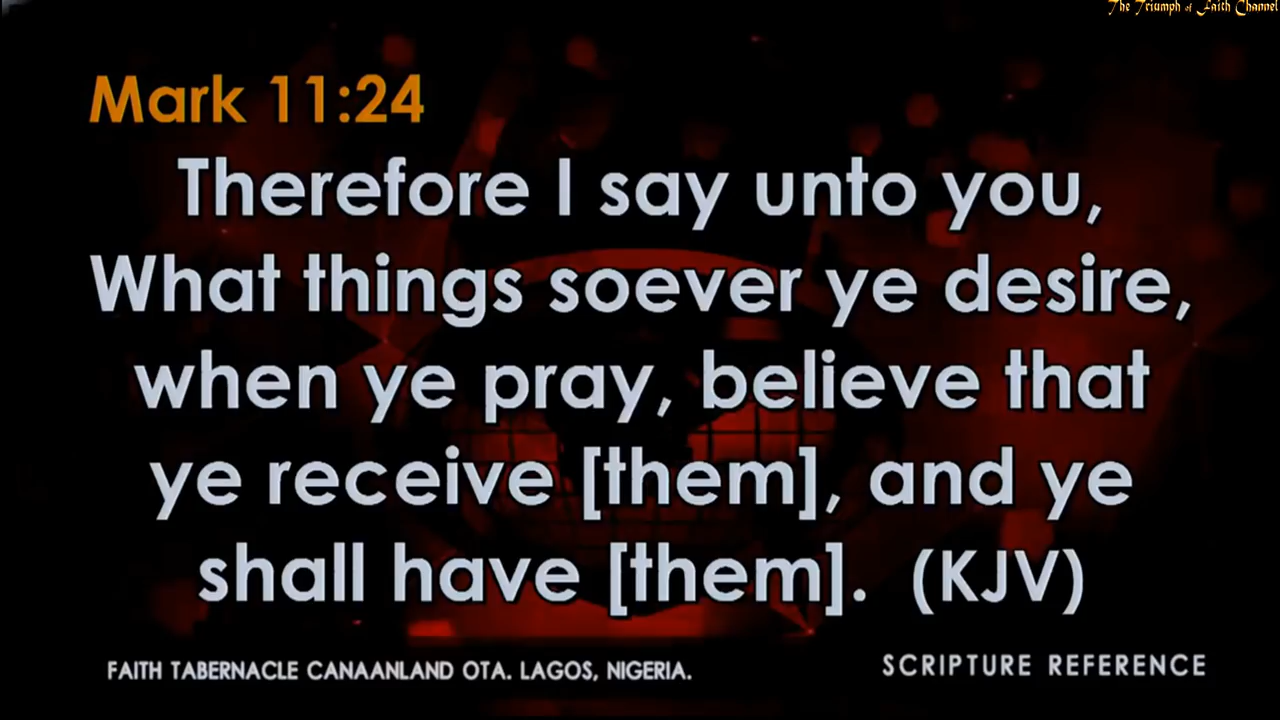 The Triumph of Faith Channel
Mark 11:24
Therefore I say unto you,
What things soever ye desire,
when ye pray, believe that
ye receive [them], and ye
shall have [them]. (KJV)
FAITH TABERNACLE CANAANLAND OTA. LAGOS, NIGERIA.
SCRIPTURE REFERENCE